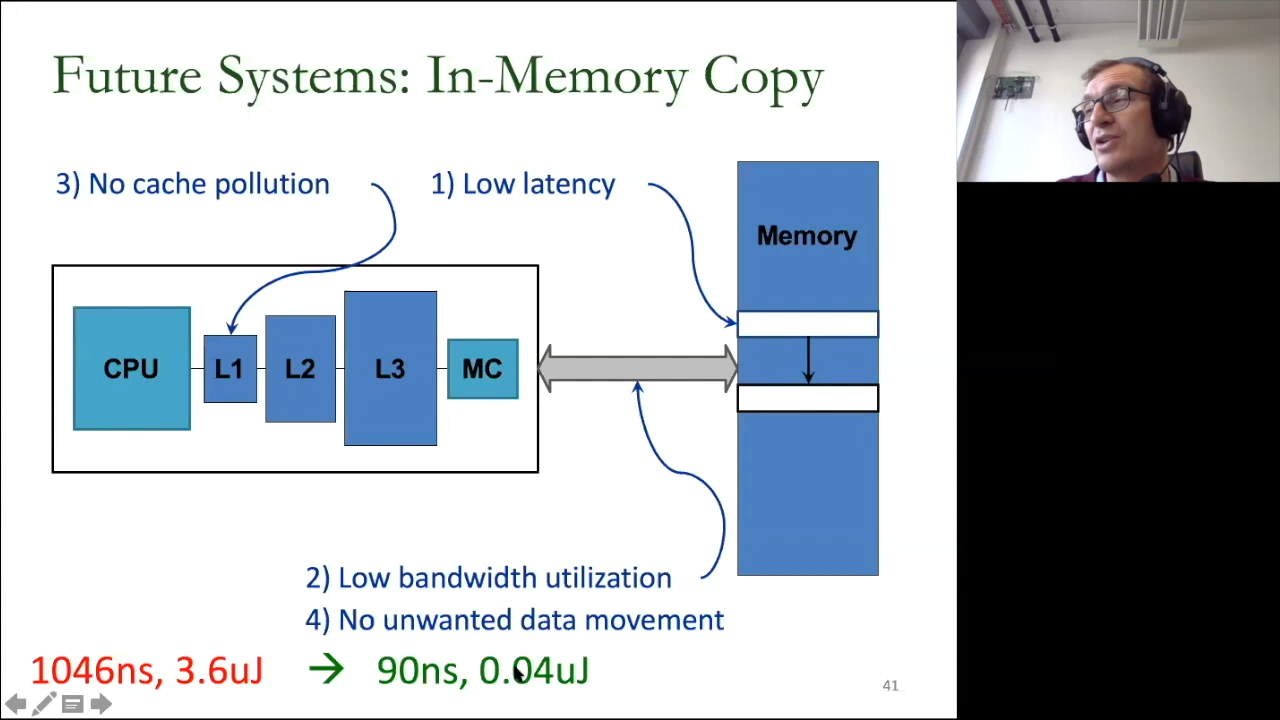 Future Systems: In-Memory Copy
3) No cache pollution
1) Low latency
Memory
CPU
L1
L2
L3
MC
2) Low bandwidth utilization
4) No unwanted data movement
1046ns, 3.6uJ → 90ns, 0.04uJ
41